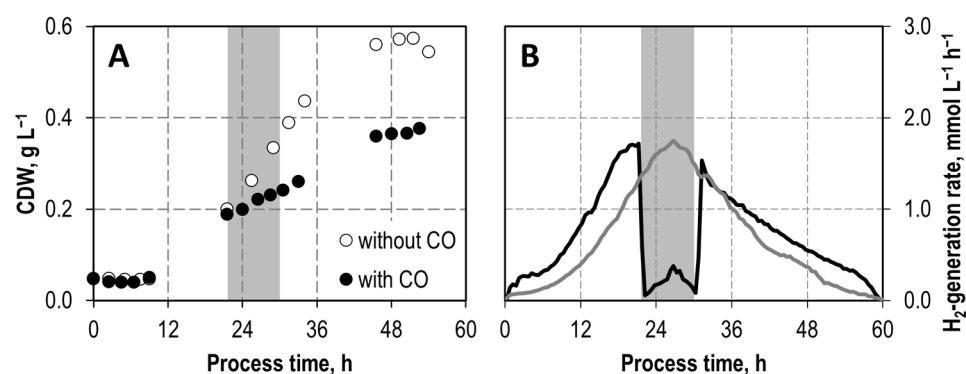 A
CDW, g L⁻¹
0.6
0.4
0.2
0.0
without CO
with CO
0 12 24 36 48 60
Process time, h
B
3.0
2.0
1.0
0.0
H₂-generation rate, mmol L⁻¹ h⁻¹
0 12 24 36 48 60
Process time, h